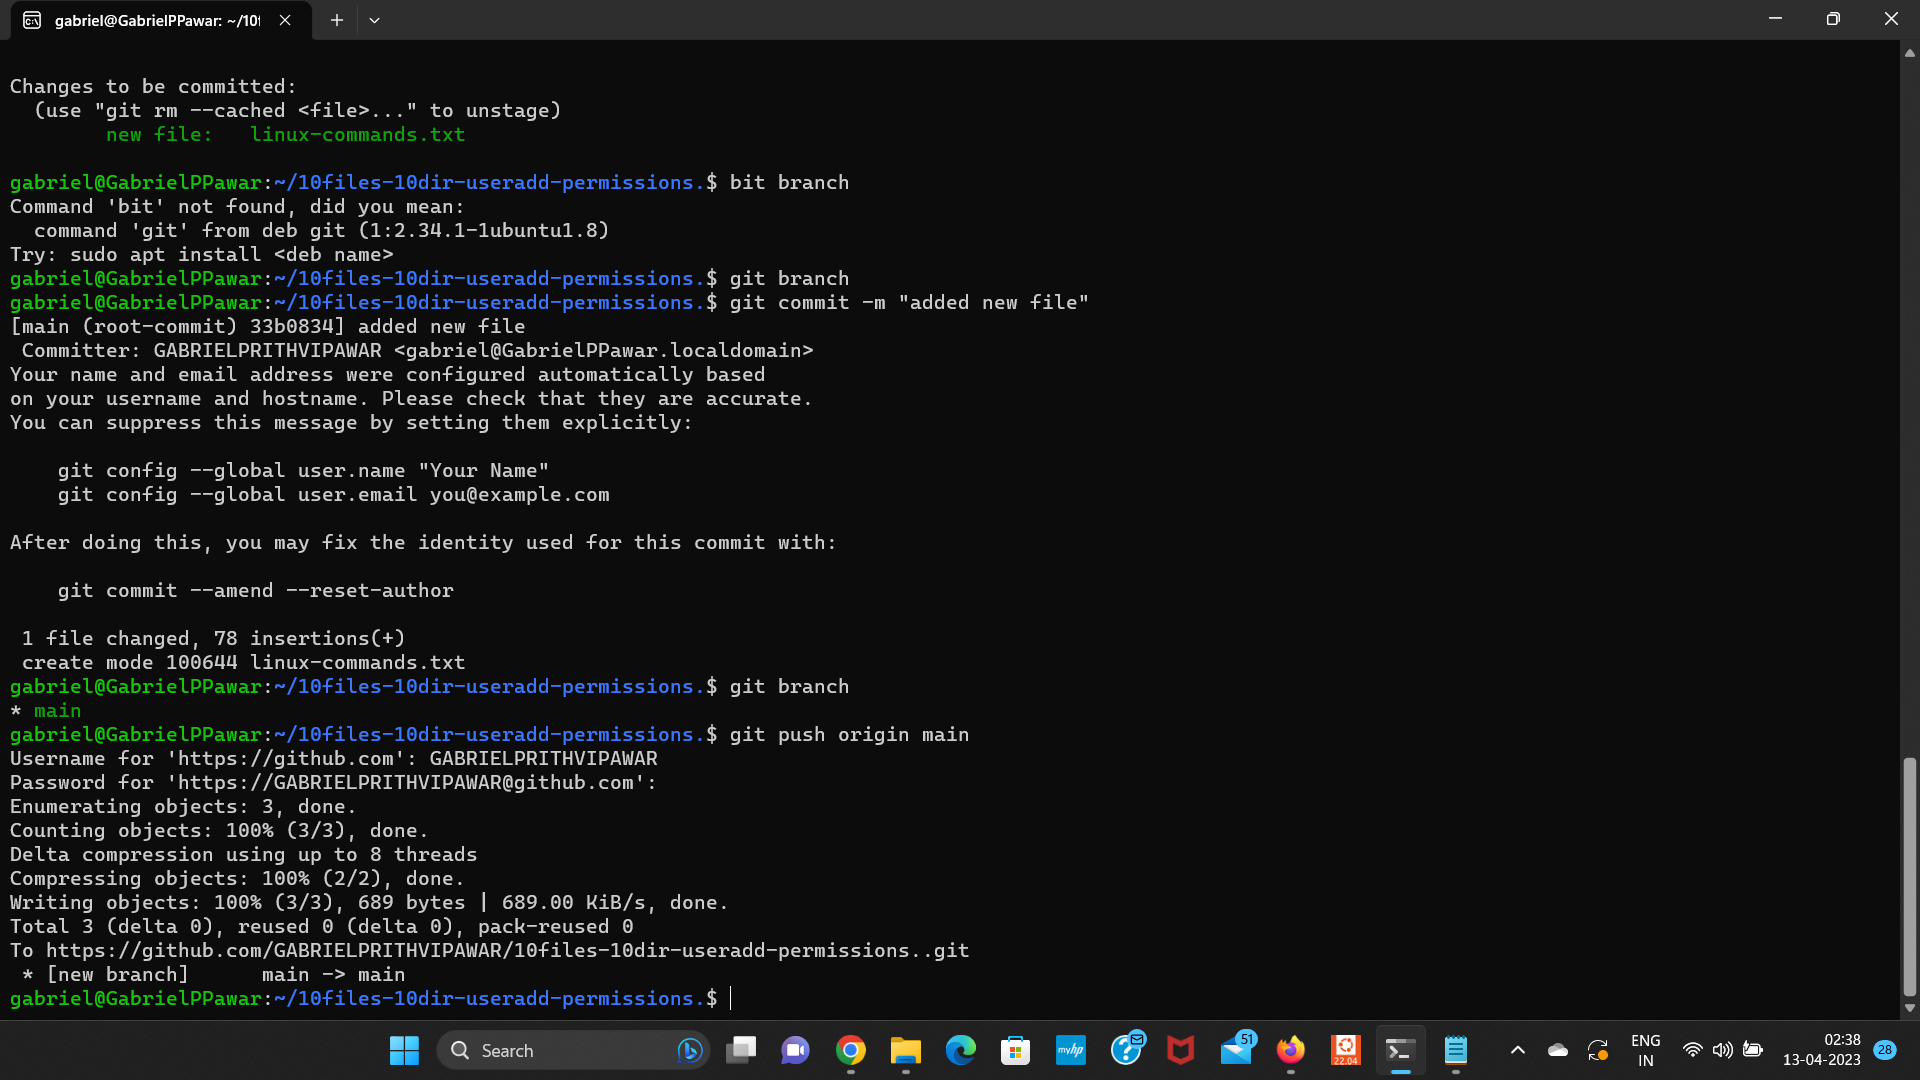 gabriel@GabrielPPawar: ~/10f
Changes to be committed:
  (use "git rm --cached <file>..." to unstage)
        new file:   linux-commands.txt
gabriel@GabrielPPawar:~/10files-10dir-useradd-permissions.$ bit branch
Command 'bit' not found, did you mean:
  command 'git' from deb git (1:2.34.1-1ubuntu1.8)
Try: sudo apt install <deb name>
gabriel@GabrielPPawar:~/10files-10dir-useradd-permissions.$ git branch
gabriel@GabrielPPawar:~/10files-10dir-useradd-permissions.$ git commit -m "added new file"
[main (root-commit) 33b0834] added new file
 Committer: GABRIELPRITHVIPAWAR <gabriel@GabrielPPawar.localdomain>
Your name and email address were configured automatically based
on your username and hostname. Please check that they are accurate.
You can suppress this message by setting them explicitly:
    git config --global user.name "Your Name"
    git config --global user.email you@example.com
After doing this, you may fix the identity used for this commit with:
    git commit --amend --reset-author
 1 file changed, 78 insertions(+)
 create mode 100644 linux-commands.txt
gabriel@GabrielPPawar:~/10files-10dir-useradd-permissions.$ git branch
* main
gabriel@GabrielPPawar:~/10files-10dir-useradd-permissions.$ git push origin main
Username for 'https://github.com': GABRIELPRITHVIPAWAR
Password for 'https://GABRIELPRITHVIPAWAR@github.com':
Enumerating objects: 3, done.
Counting objects: 100% (3/3), done.
Delta compression using up to 8 threads
Compressing objects: 100% (2/2), done.
Writing objects: 100% (3/3), 689 bytes | 689.00 KiB/s, done.
Total 3 (delta 0), reused 0 (delta 0), pack-reused 0
To https://github.com/GABRIELPRITHVIPAWAR/10files-10dir-useradd-permissions..git
 * [new branch]      main -> main
gabriel@GabrielPPawar:~/10files-10dir-useradd-permissions.$
Search
myhp
51
22.04
ENG
IN
02:38
13-04-2023
28